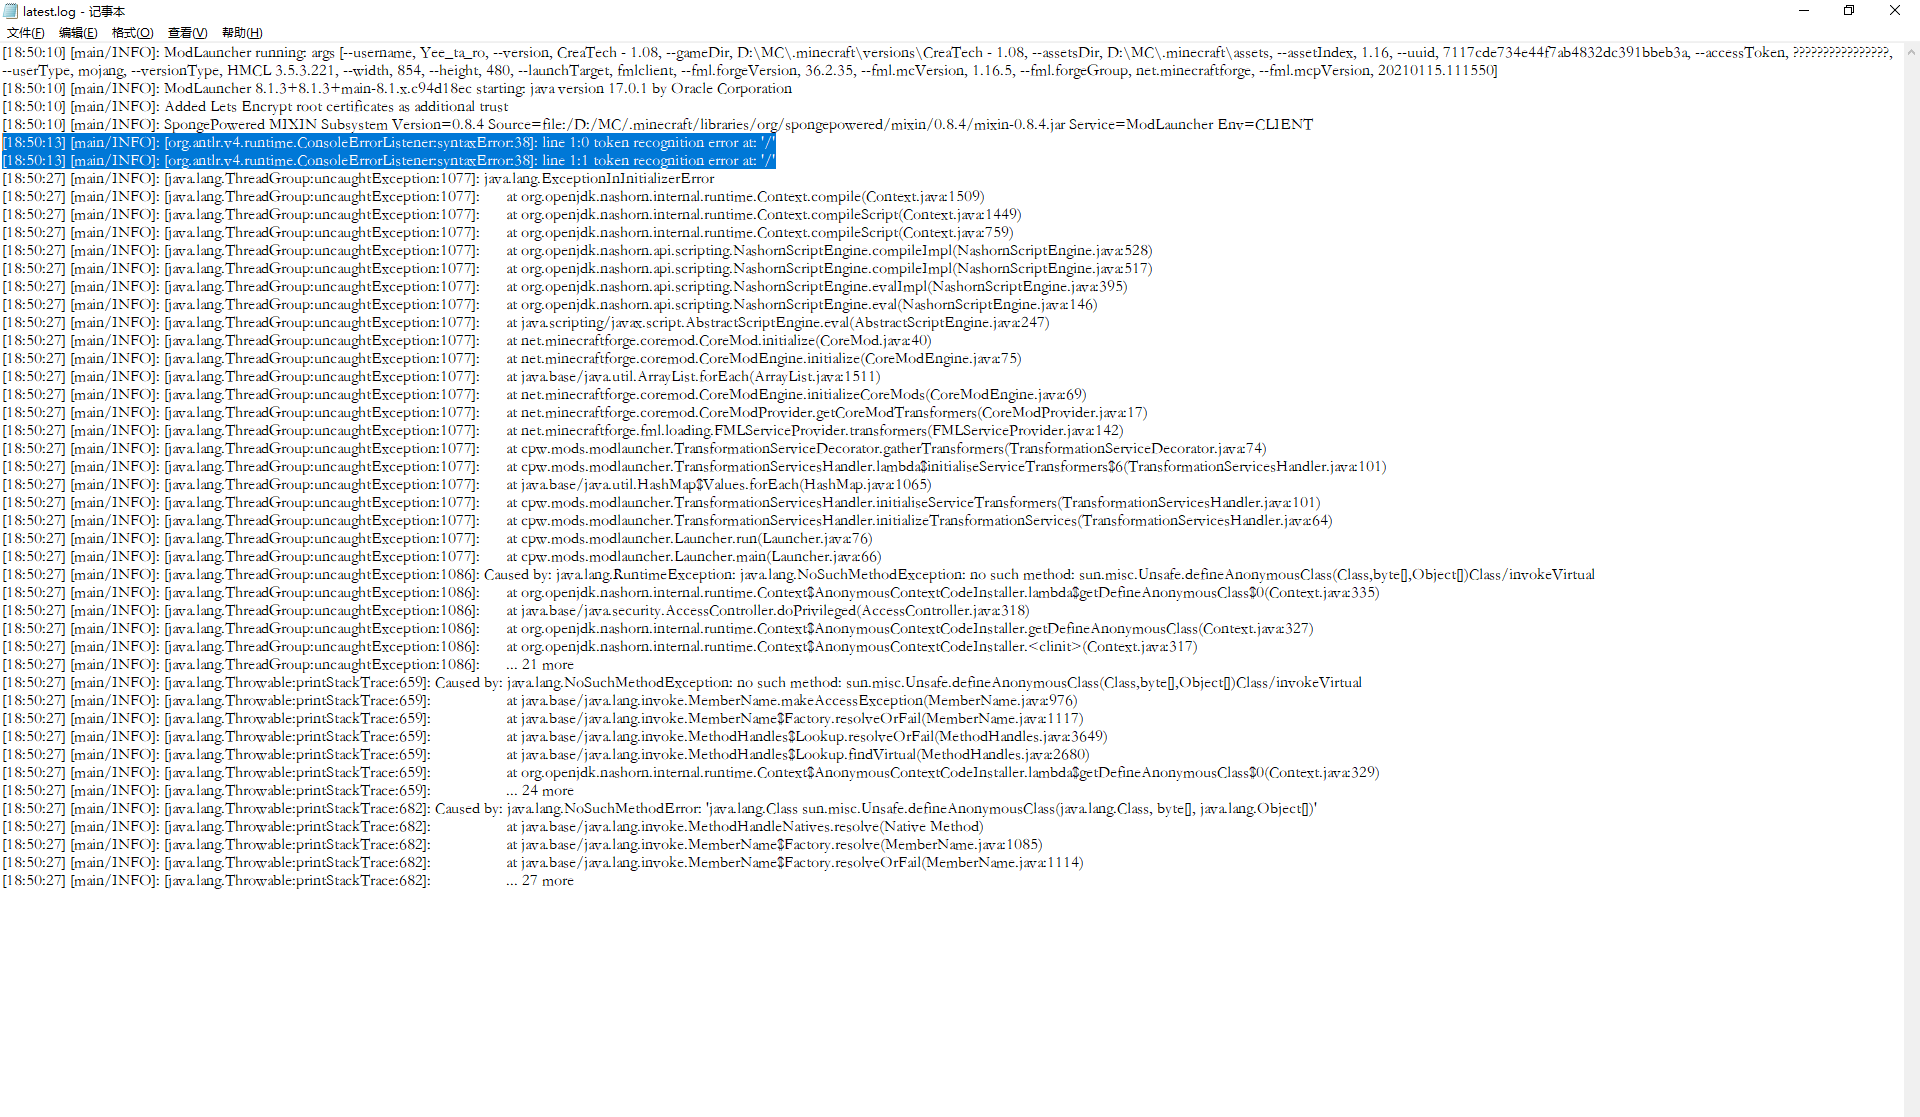 latest.log - 记事本
文件(F) 编辑(E) 格式(O) 查看(V) 帮助(H)
[18:50:10] [main/INFO]: ModLauncher running: args [--username, Yee_ta_ro, --version, CreaTech - 1.08, --gameDir, D:\MC\.minecraft\versions\CreaTech - 1.08, --assetsDir, D:\MC\.minecraft\assets, --assetIndex, 1.16, --uuid, 7117cde734e44f7ab4832dc391bbeb3a, --accessToken, ????????????????,
--userType, mojang, --versionType, HMCL 3.5.3.221, --width, 854, --height, 480, --launchTarget, fmlclient, --fml.forgeVersion, 36.2.35, --fml.mcVersion, 1.16.5, --fml.forgeGroup, net.minecraftforge, --fml.mcpVersion, 20210115.111550]
[18:50:10] [main/INFO]: ModLauncher 8.1.3+8.1.3+main-8.1.x.c94d18ec starting: java version 17.0.1 by Oracle Corporation
[18:50:10] [main/INFO]: Added Lets Encrypt root certificates as additional trust
[18:50:10] [main/INFO]: SpongePowered MIXIN Subsystem Version=0.8.4 Source=file:/D:/MC/.minecraft/libraries/org/spongepowered/mixin/0.8.4/mixin-0.8.4.jar Service=ModLauncher Env=CLIENT
[18:50:13] [main/INFO]: [org.antlr.v4.runtime.ConsoleErrorListener:syntaxError:38]: line 1:0 token recognition error at: '/'
[18:50:13] [main/INFO]: [org.antlr.v4.runtime.ConsoleErrorListener:syntaxError:38]: line 1:1 token recognition error at: '/'
[18:50:27] [main/INFO]: [java.lang.ThreadGroup:uncaughtException:1077]: java.lang.ExceptionInInitializerError
[18:50:27] [main/INFO]: [java.lang.ThreadGroup:uncaughtException:1077]: at org.openjdk.nashorn.internal.runtime.Context.compile(Context.java:1509)
[18:50:27] [main/INFO]: [java.lang.ThreadGroup:uncaughtException:1077]: at org.openjdk.nashorn.internal.runtime.Context.compileScript(Context.java:1449)
[18:50:27] [main/INFO]: [java.lang.ThreadGroup:uncaughtException:1077]: at org.openjdk.nashorn.internal.runtime.Context.compileScript(Context.java:759)
[18:50:27] [main/INFO]: [java.lang.ThreadGroup:uncaughtException:1077]: at org.openjdk.nashorn.api.scripting.NashornScriptEngine.compileImpl(NashornScriptEngine.java:528)
[18:50:27] [main/INFO]: [java.lang.ThreadGroup:uncaughtException:1077]: at org.openjdk.nashorn.api.scripting.NashornScriptEngine.compileImpl(NashornScriptEngine.java:517)
[18:50:27] [main/INFO]: [java.lang.ThreadGroup:uncaughtException:1077]: at org.openjdk.nashorn.api.scripting.NashornScriptEngine.evalImpl(NashornScriptEngine.java:395)
[18:50:27] [main/INFO]: [java.lang.ThreadGroup:uncaughtException:1077]: at org.openjdk.nashorn.api.scripting.NashornScriptEngine.eval(NashornScriptEngine.java:146)
[18:50:27] [main/INFO]: [java.lang.ThreadGroup:uncaughtException:1077]: at java.scripting/javax.script.AbstractScriptEngine.eval(AbstractScriptEngine.java:247)
[18:50:27] [main/INFO]: [java.lang.ThreadGroup:uncaughtException:1077]: at net.minecraftforge.coremod.CoreMod.initialize(CoreMod.java:40)
[18:50:27] [main/INFO]: [java.lang.ThreadGroup:uncaughtException:1077]: at net.minecraftforge.coremod.CoreModEngine.initialize(CoreModEngine.java:75)
[18:50:27] [main/INFO]: [java.lang.ThreadGroup:uncaughtException:1077]: at java.base/java.util.ArrayList.forEach(ArrayList.java:1511)
[18:50:27] [main/INFO]: [java.lang.ThreadGroup:uncaughtException:1077]: at net.minecraftforge.coremod.CoreModEngine.initializeCoreMods(CoreModEngine.java:69)
[18:50:27] [main/INFO]: [java.lang.ThreadGroup:uncaughtException:1077]: at net.minecraftforge.coremod.CoreModProvider.getCoreModTransformers(CoreModProvider.java:17)
[18:50:27] [main/INFO]: [java.lang.ThreadGroup:uncaughtException:1077]: at net.minecraftforge.fml.loading.FMLServiceProvider.transformers(FMLServiceProvider.java:142)
[18:50:27] [main/INFO]: [java.lang.ThreadGroup:uncaughtException:1077]: at cpw.mods.modlauncher.TransformationServiceDecorator.gatherTransformers(TransformationServiceDecorator.java:74)
[18:50:27] [main/INFO]: [java.lang.ThreadGroup:uncaughtException:1077]: at cpw.mods.modlauncher.TransformationServicesHandler.lambda$initialiseServiceTransformers$6(TransformationServicesHandler.java:101)
[18:50:27] [main/INFO]: [java.lang.ThreadGroup:uncaughtException:1077]: at java.base/java.util.HashMap$Values.forEach(HashMap.java:1065)
[18:50:27] [main/INFO]: [java.lang.ThreadGroup:uncaughtException:1077]: at cpw.mods.modlauncher.TransformationServicesHandler.initialiseServiceTransformers(TransformationServicesHandler.java:101)
[18:50:27] [main/INFO]: [java.lang.ThreadGroup:uncaughtException:1077]: at cpw.mods.modlauncher.TransformationServicesHandler.initializeTransformationServices(TransformationServicesHandler.java:64)
[18:50:27] [main/INFO]: [java.lang.ThreadGroup:uncaughtException:1077]: at cpw.mods.modlauncher.Launcher.run(Launcher.java:76)
[18:50:27] [main/INFO]: [java.lang.ThreadGroup:uncaughtException:1077]: at cpw.mods.modlauncher.Launcher.main(Launcher.java:66)
[18:50:27] [main/INFO]: [java.lang.ThreadGroup:uncaughtException:1086]: Caused by: java.lang.RuntimeException: java.lang.NoSuchMethodException: no such method: sun.misc.Unsafe.defineAnonymousClass(Class,byte[],Object[])Class/invokeVirtual
[18:50:27] [main/INFO]: [java.lang.ThreadGroup:uncaughtException:1086]: at org.openjdk.nashorn.internal.runtime.Context$AnonymousContextCodeInstaller.lambda$getDefineAnonymousClass$0(Context.java:335)
[18:50:27] [main/INFO]: [java.lang.ThreadGroup:uncaughtException:1086]: at java.base/java.security.AccessController.doPrivileged(AccessController.java:318)
[18:50:27] [main/INFO]: [java.lang.ThreadGroup:uncaughtException:1086]: at org.openjdk.nashorn.internal.runtime.Context$AnonymousContextCodeInstaller.getDefineAnonymousClass(Context.java:327)
[18:50:27] [main/INFO]: [java.lang.ThreadGroup:uncaughtException:1086]: at org.openjdk.nashorn.internal.runtime.Context$AnonymousContextCodeInstaller.<clinit>(Context.java:317)
[18:50:27] [main/INFO]: [java.lang.ThreadGroup:uncaughtException:1086]: ... 21 more
[18:50:27] [main/INFO]: [java.lang.Throwable:printStackTrace:659]: Caused by: java.lang.NoSuchMethodException: no such method: sun.misc.Unsafe.defineAnonymousClass(Class,byte[],Object[])Class/invokeVirtual
[18:50:27] [main/INFO]: [java.lang.Throwable:printStackTrace:659]: at java.base/java.lang.invoke.MemberName.makeAccessException(MemberName.java:976)
[18:50:27] [main/INFO]: [java.lang.Throwable:printStackTrace:659]: at java.base/java.lang.invoke.MemberName$Factory.resolveOrFail(MemberName.java:1117)
[18:50:27] [main/INFO]: [java.lang.Throwable:printStackTrace:659]: at java.base/java.lang.invoke.MethodHandles$Lookup.resolveOrFail(MethodHandles.java:3649)
[18:50:27] [main/INFO]: [java.lang.Throwable:printStackTrace:659]: at java.base/java.lang.invoke.MethodHandles$Lookup.findVirtual(MethodHandles.java:2680)
[18:50:27] [main/INFO]: [java.lang.Throwable:printStackTrace:659]: at org.openjdk.nashorn.internal.runtime.Context$AnonymousContextCodeInstaller.lambda$getDefineAnonymousClass$0(Context.java:329)
[18:50:27] [main/INFO]: [java.lang.Throwable:printStackTrace:659]: ... 24 more
[18:50:27] [main/INFO]: [java.lang.Throwable:printStackTrace:682]: Caused by: java.lang.NoSuchMethodError: 'java.lang.Class sun.misc.Unsafe.defineAnonymousClass(java.lang.Class, byte[], java.lang.Object[])'
[18:50:27] [main/INFO]: [java.lang.Throwable:printStackTrace:682]: at java.base/java.lang.invoke.MethodHandleNatives.resolve(Native Method)
[18:50:27] [main/INFO]: [java.lang.Throwable:printStackTrace:682]: at java.base/java.lang.invoke.MemberName$Factory.resolve(MemberName.java:1085)
[18:50:27] [main/INFO]: [java.lang.Throwable:printStackTrace:682]: at java.base/java.lang.invoke.MemberName$Factory.resolveOrFail(MemberName.java:1114)
[18:50:27] [main/INFO]: [java.lang.Throwable:printStackTrace:682]: ... 27 more